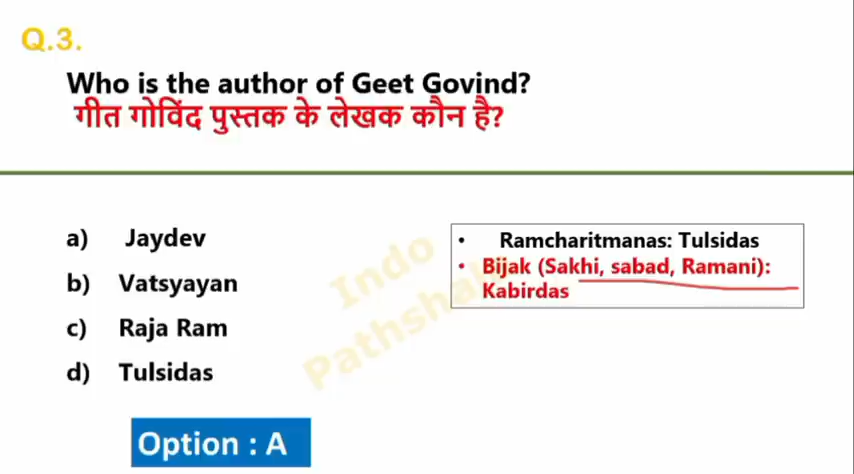 Q.3.
Who is the author of Geet Govind?
गीत गोविंद पुस्तक के लेखक कौन है?
a) Jaydev
b) Vatsyayan
c) Raja Ram
d) Tulsidas
• Ramcharitmanas: Tulsidas
• Bijak (Sakhi, sabad, Ramani):
Kabirdas
Indo
Pathshala
Option : A